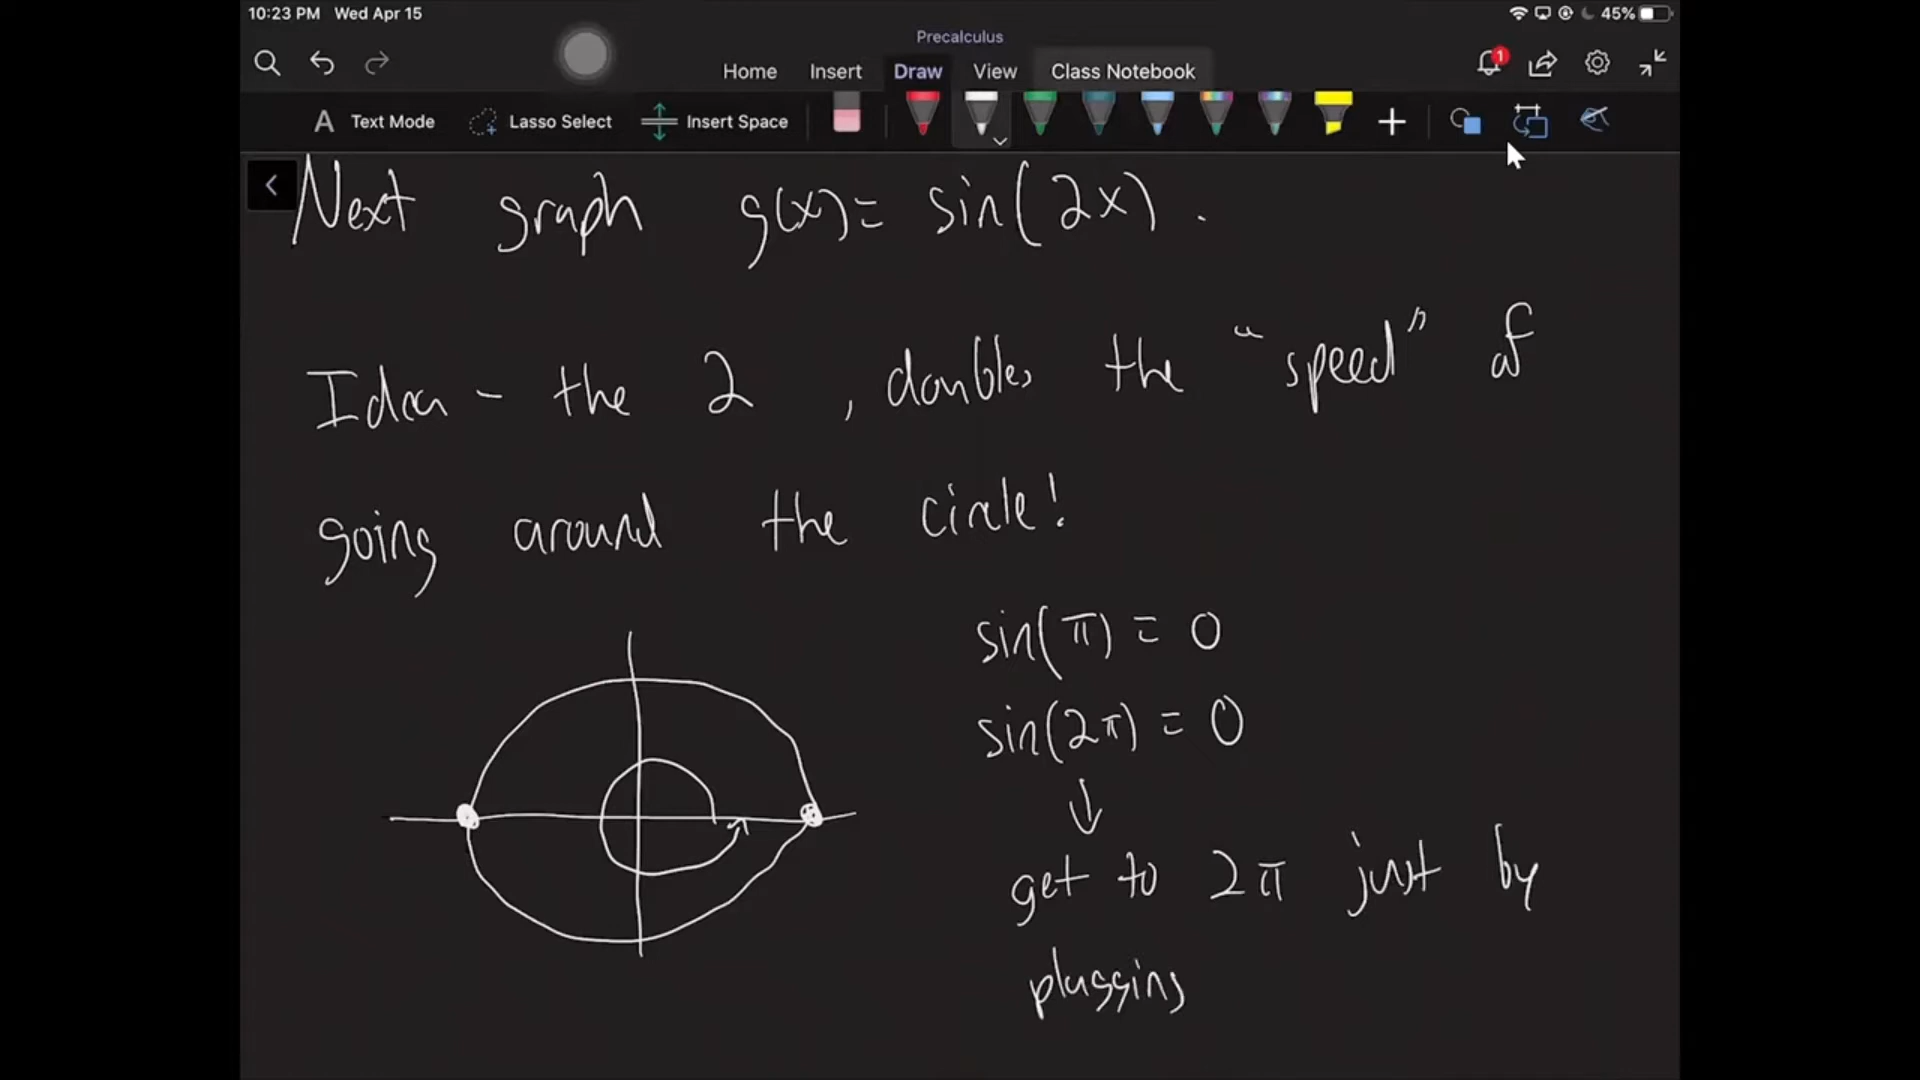 10:23 PM Wed Apr 15
45%
Precalculus
1
Home Insert Draw View Class Notebook
A Text Mode Lasso Select Insert Space
Next graph g(x) = sin(2x).
Idea - the 2 , doubles the “speed” of
going around the circle!
sin(π) = 0
sin(2π) = 0
↓
get to 2π just by
plugging